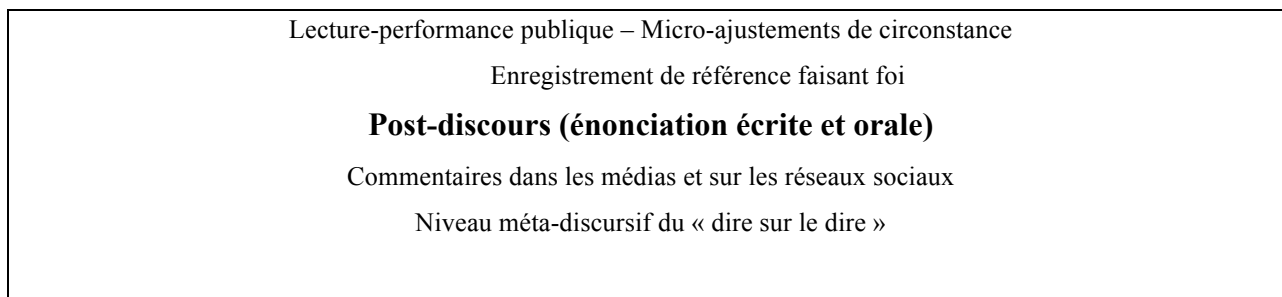 Lecture-performance publique – Micro-ajustements de circonstance
Enregistrement de référence faisant foi
Post-discours (énonciation écrite et orale)
Commentaires dans les médias et sur les réseaux sociaux
Niveau méta-discursif du « dire sur le dire »